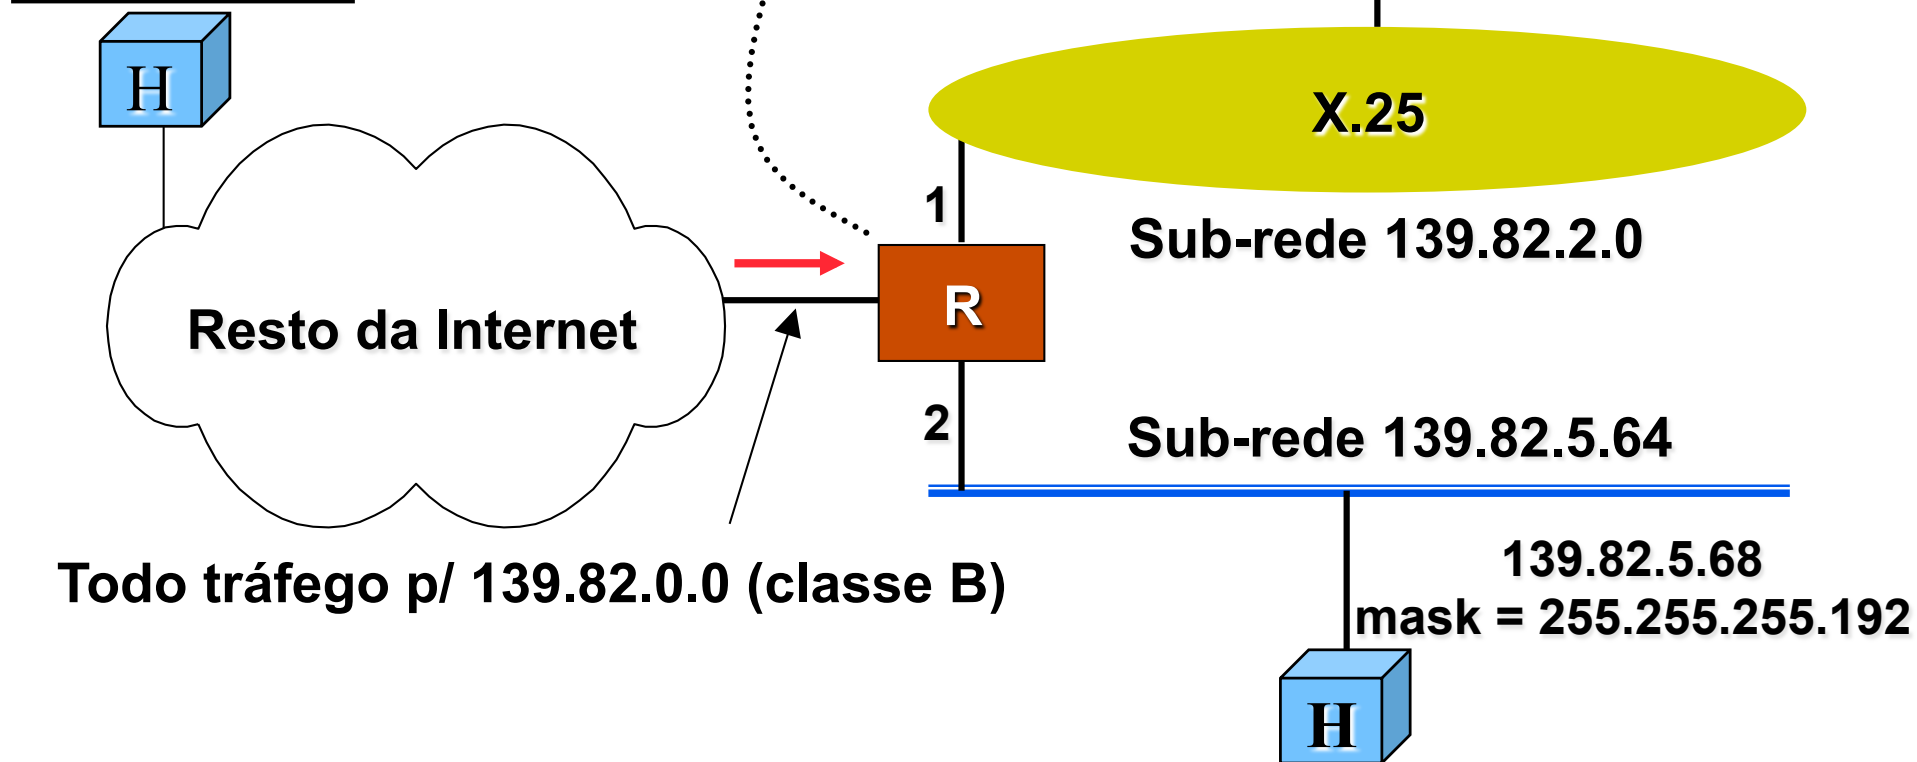 H
X.25
1
Sub-rede 139.82.2.0
R
Resto da Internet
2
Sub-rede 139.82.5.64
Todo tráfego p/ 139.82.0.0 (classe B)
139.82.5.68
mask = 255.255.255.192
H